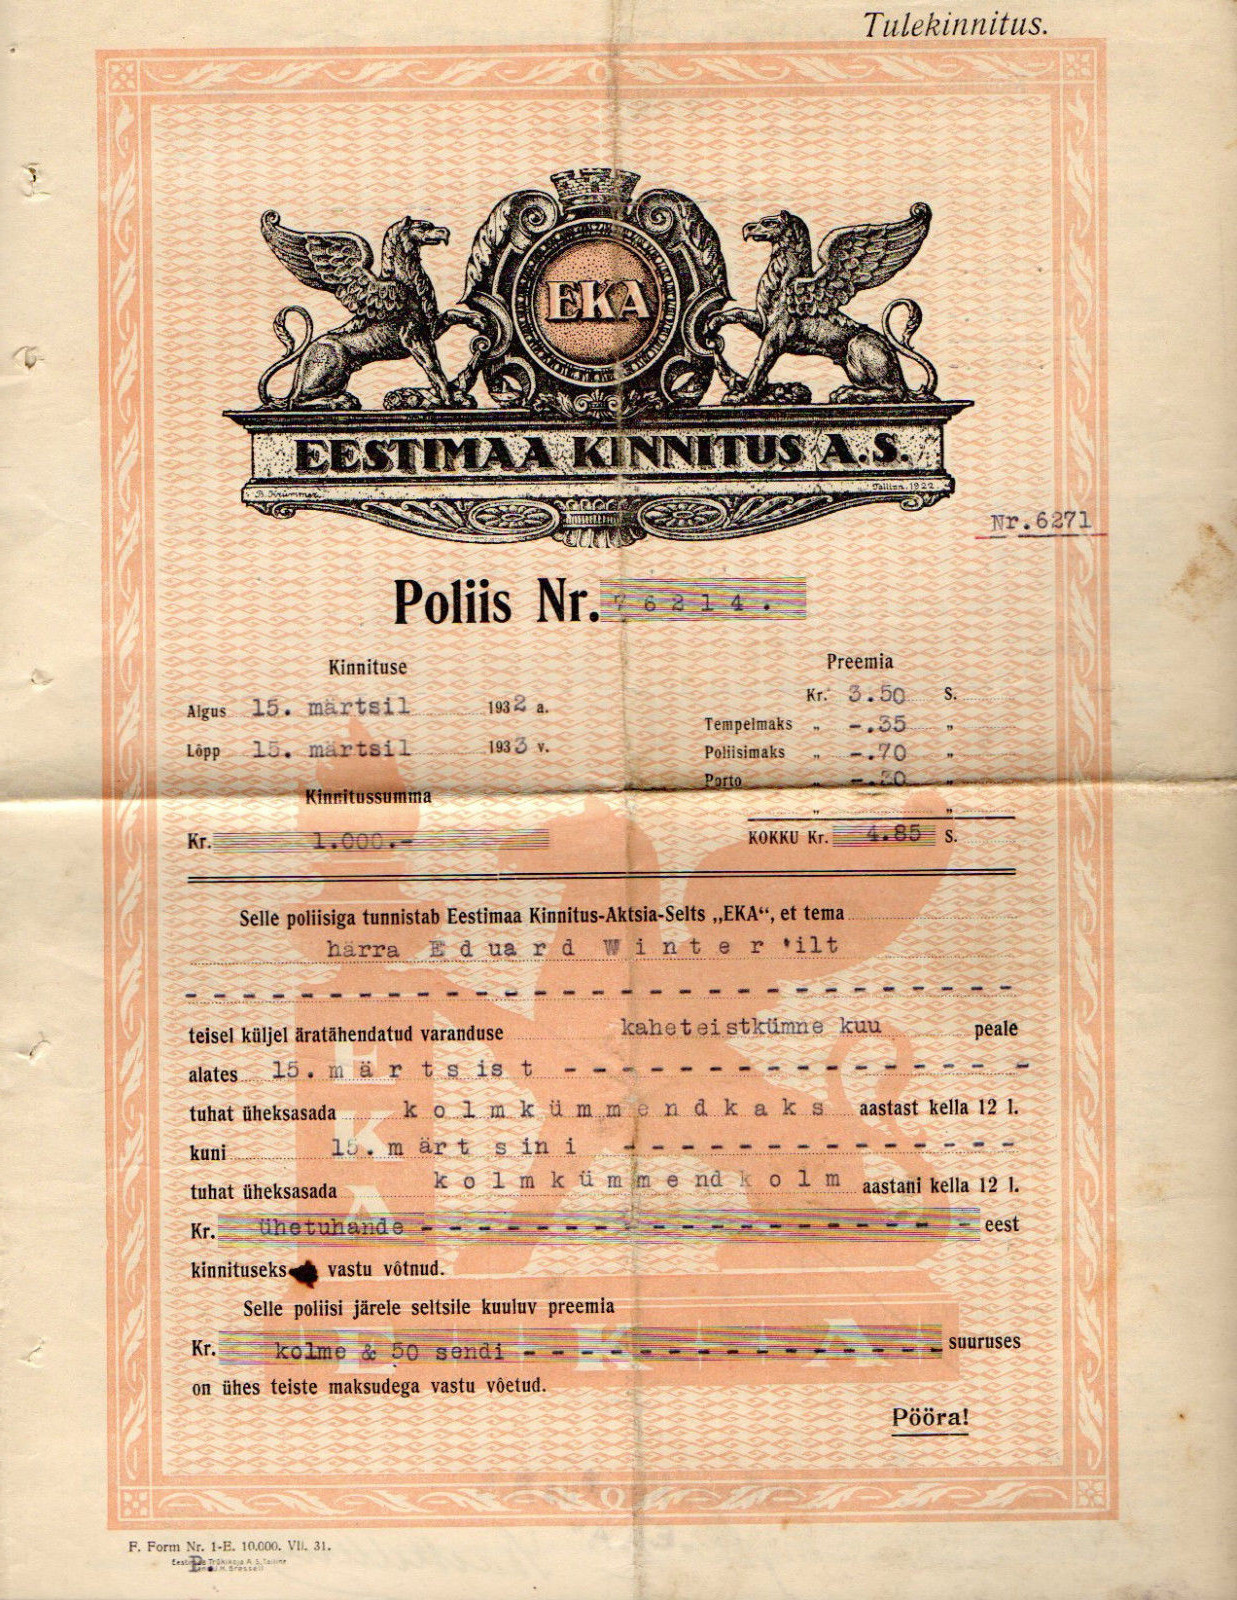 Tulekinnitus.
EKA
EESTIMAA KINNITUS A.S.
B. Krümmer. Tallinn. 1922
Nr.6271
Poliis Nr. 76214.
Kinnituse
Preemia
Kr. 3.50 S.
Algus 15. märtsil 1932 a.
Tempelmaks „ -.35 „
Lõpp 15. märtsil 1933 v.
Poliisimaks „ -.70 „
Porto „ -.30 „
„ „
Kinnitussumma
Kr. 1.000.-
KOKKU Kr. 4.85 S.
Selle poliisiga tunnistab Eestimaa Kinnitus-Aktsia-Selts „EKA“, et tema
härra Eduard Winter'ilt
teisel küljel äratähendatud varanduse kaheteistkümne kuu peale
alates 15. märtsist
tuhat üheksasada kolmkümmendkaks aastast kella 12 l.
kuni 15. märtsini
tuhat üheksasada kolmkümmendkolm aastani kella 12 l.
Kr. ühetuhande eest
kinnituseks vastu võtnud.
Selle poliisi järele seltsile kuuluv preemia
Kr. kolme & 50 sendi suuruses
on ühes teiste maksudega vastu võetud.
Pööra!
EKA
E K A
F. Form Nr. 1-E. 10.000. VII. 31.
Trükikoja A. S. Tallinn